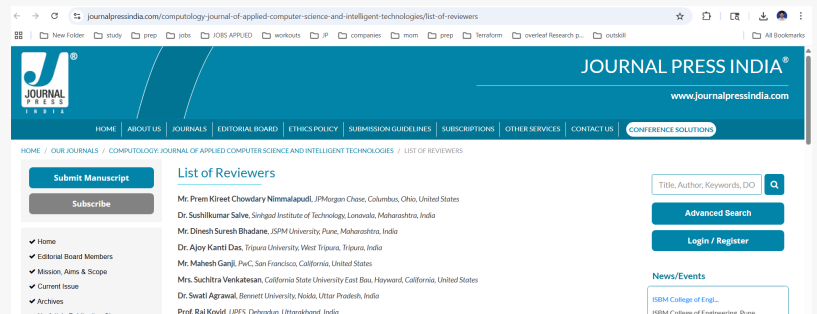 journalpressindia.com/computology-journal-of-applied-computer-science-and-intelligent-technologies/list-of-reviewers
New Folder study prep jobs JOBS APPLIED workouts JP companies mom prep Terraform overleaf Research p... outskill All Bookmarks
JOURNAL PRESS INDIA®
www.journalpressindia.com
®
JOURNAL
PRESS
INDIA
HOME ABOUT US JOURNALS EDITORIAL BOARD ETHICS POLICY SUBMISSION GUIDELINES SUBSCRIPTIONS OTHER SERVICES CONTACT US CONFERENCE SOLUTIONS
HOME / OUR JOURNALS / COMPUTOLOGY: JOURNAL OF APPLIED COMPUTER SCIENCE AND INTELLIGENT TECHNOLOGIES / LIST OF REVIEWERS
Submit Manuscript
Subscribe
Home
Editorial Board Members
Mission, Aims & Scope
Current Issue
Archives
List of Reviewers
Mr. Prem Kireet Chowdary Nimmalapudi, JPMorgan Chase, Columbus, Ohio, United States
Dr. Sushilkumar Salve, Sinhgad Institute of Technology, Lonavala, Maharashtra, India
Mr. Dinesh Suresh Bhadane, JSPM University, Pune, Maharashtra, India
Dr. Ajoy Kanti Das, Tripura University, West Tripura, Tripura, India
Mr. Mahesh Ganji, PwC, San Francisco, California, United States
Mrs. Suchitra Venkatesan, California State University East Bau, Hayward, California, United States
Dr. Swati Agrawal, Bennett University, Noida, Uttar Pradesh, India
Prof. Raj Kovid, UPES, Dehradun, Uttarakhand, India
Title, Author, Keywords, DO
Advanced Search
Login / Register
News/Events
ISBM College of Engi...
ISBM College of Engineering, Pune